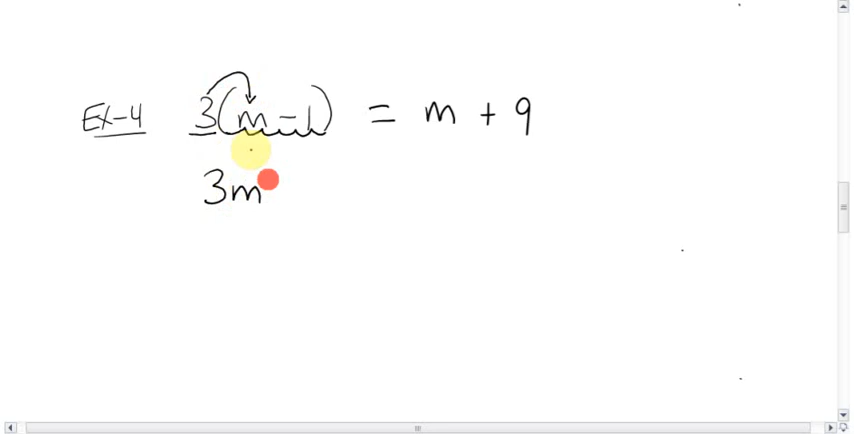 Ex-4 3(m-1) = m + 9
3m